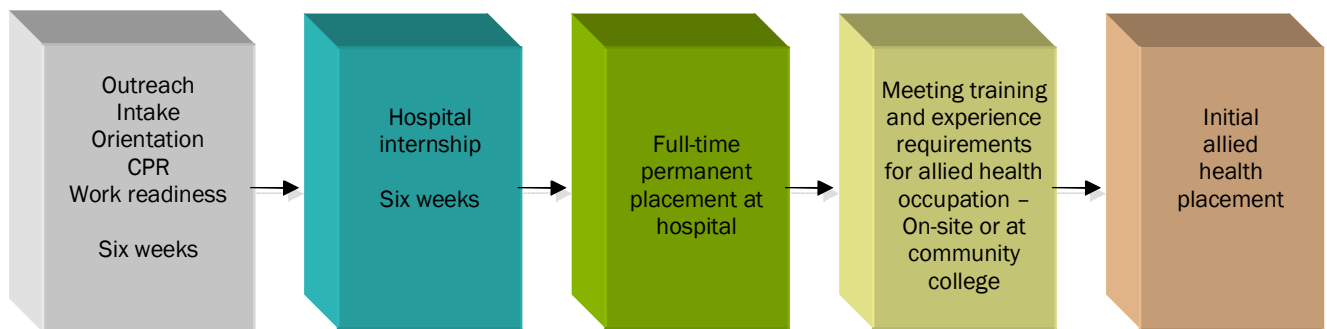 Outreach
Intake
Orientation
CPR
Work readiness
Six weeks
Hospital
internship
Six weeks
Full-time
permanent
placement at
hospital
Meeting training
and experience
requirements
for allied health
occupation –
On-site or at
community
college
Initial
allied
health
placement